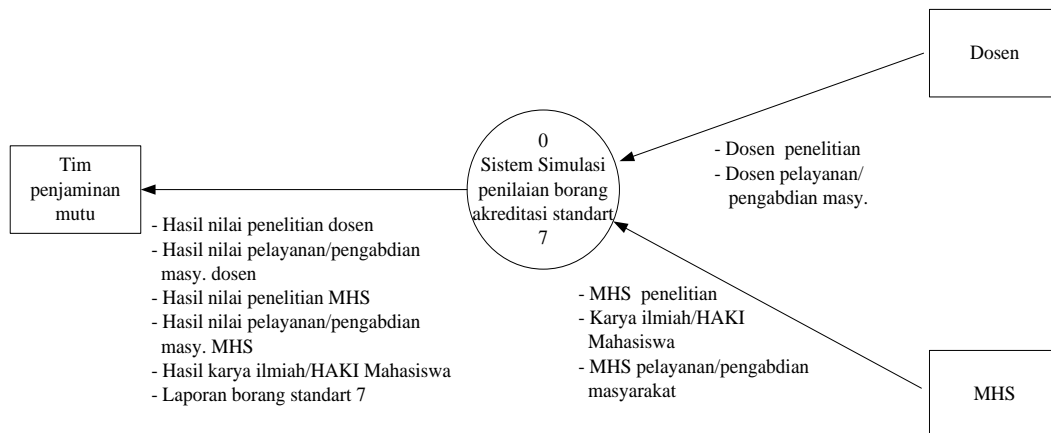 Dosen
0
Sistem Simulasi
penilaian borang
akreditasi standart
7
Tim
penjaminan
mutu
- Dosen penelitian
- Dosen pelayanan/
pengabdian masy.
- Hasil nilai penelitian dosen
- Hasil nilai pelayanan/pengabdian
masy. dosen
- Hasil nilai penelitian MHS
- Hasil nilai pelayanan/pengabdian
masy. MHS
- Hasil karya ilmiah/HAKI Mahasiswa
- Laporan borang standart 7
- MHS penelitian
- Karya ilmiah/HAKI
Mahasiswa
- MHS pelayanan/pengabdian
masyarakat
MHS